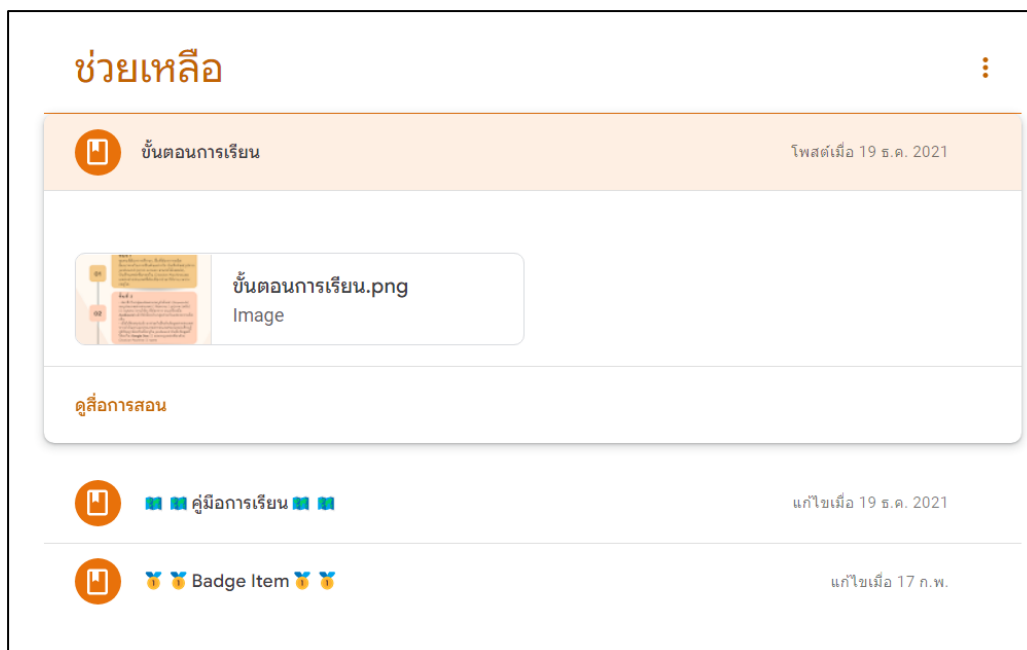 ช่วยเหลือ
ขั้นตอนการเรียน
โพสต์เมื่อ 19 ธ.ค. 2021
01
02
ขั้นตอนการเรียน.png
Image
ดูสื่อการสอน
คู่มือการเรียน
แก้ไขเมื่อ 19 ธ.ค. 2021
Badge Item
แก้ไขเมื่อ 17 ก.พ.